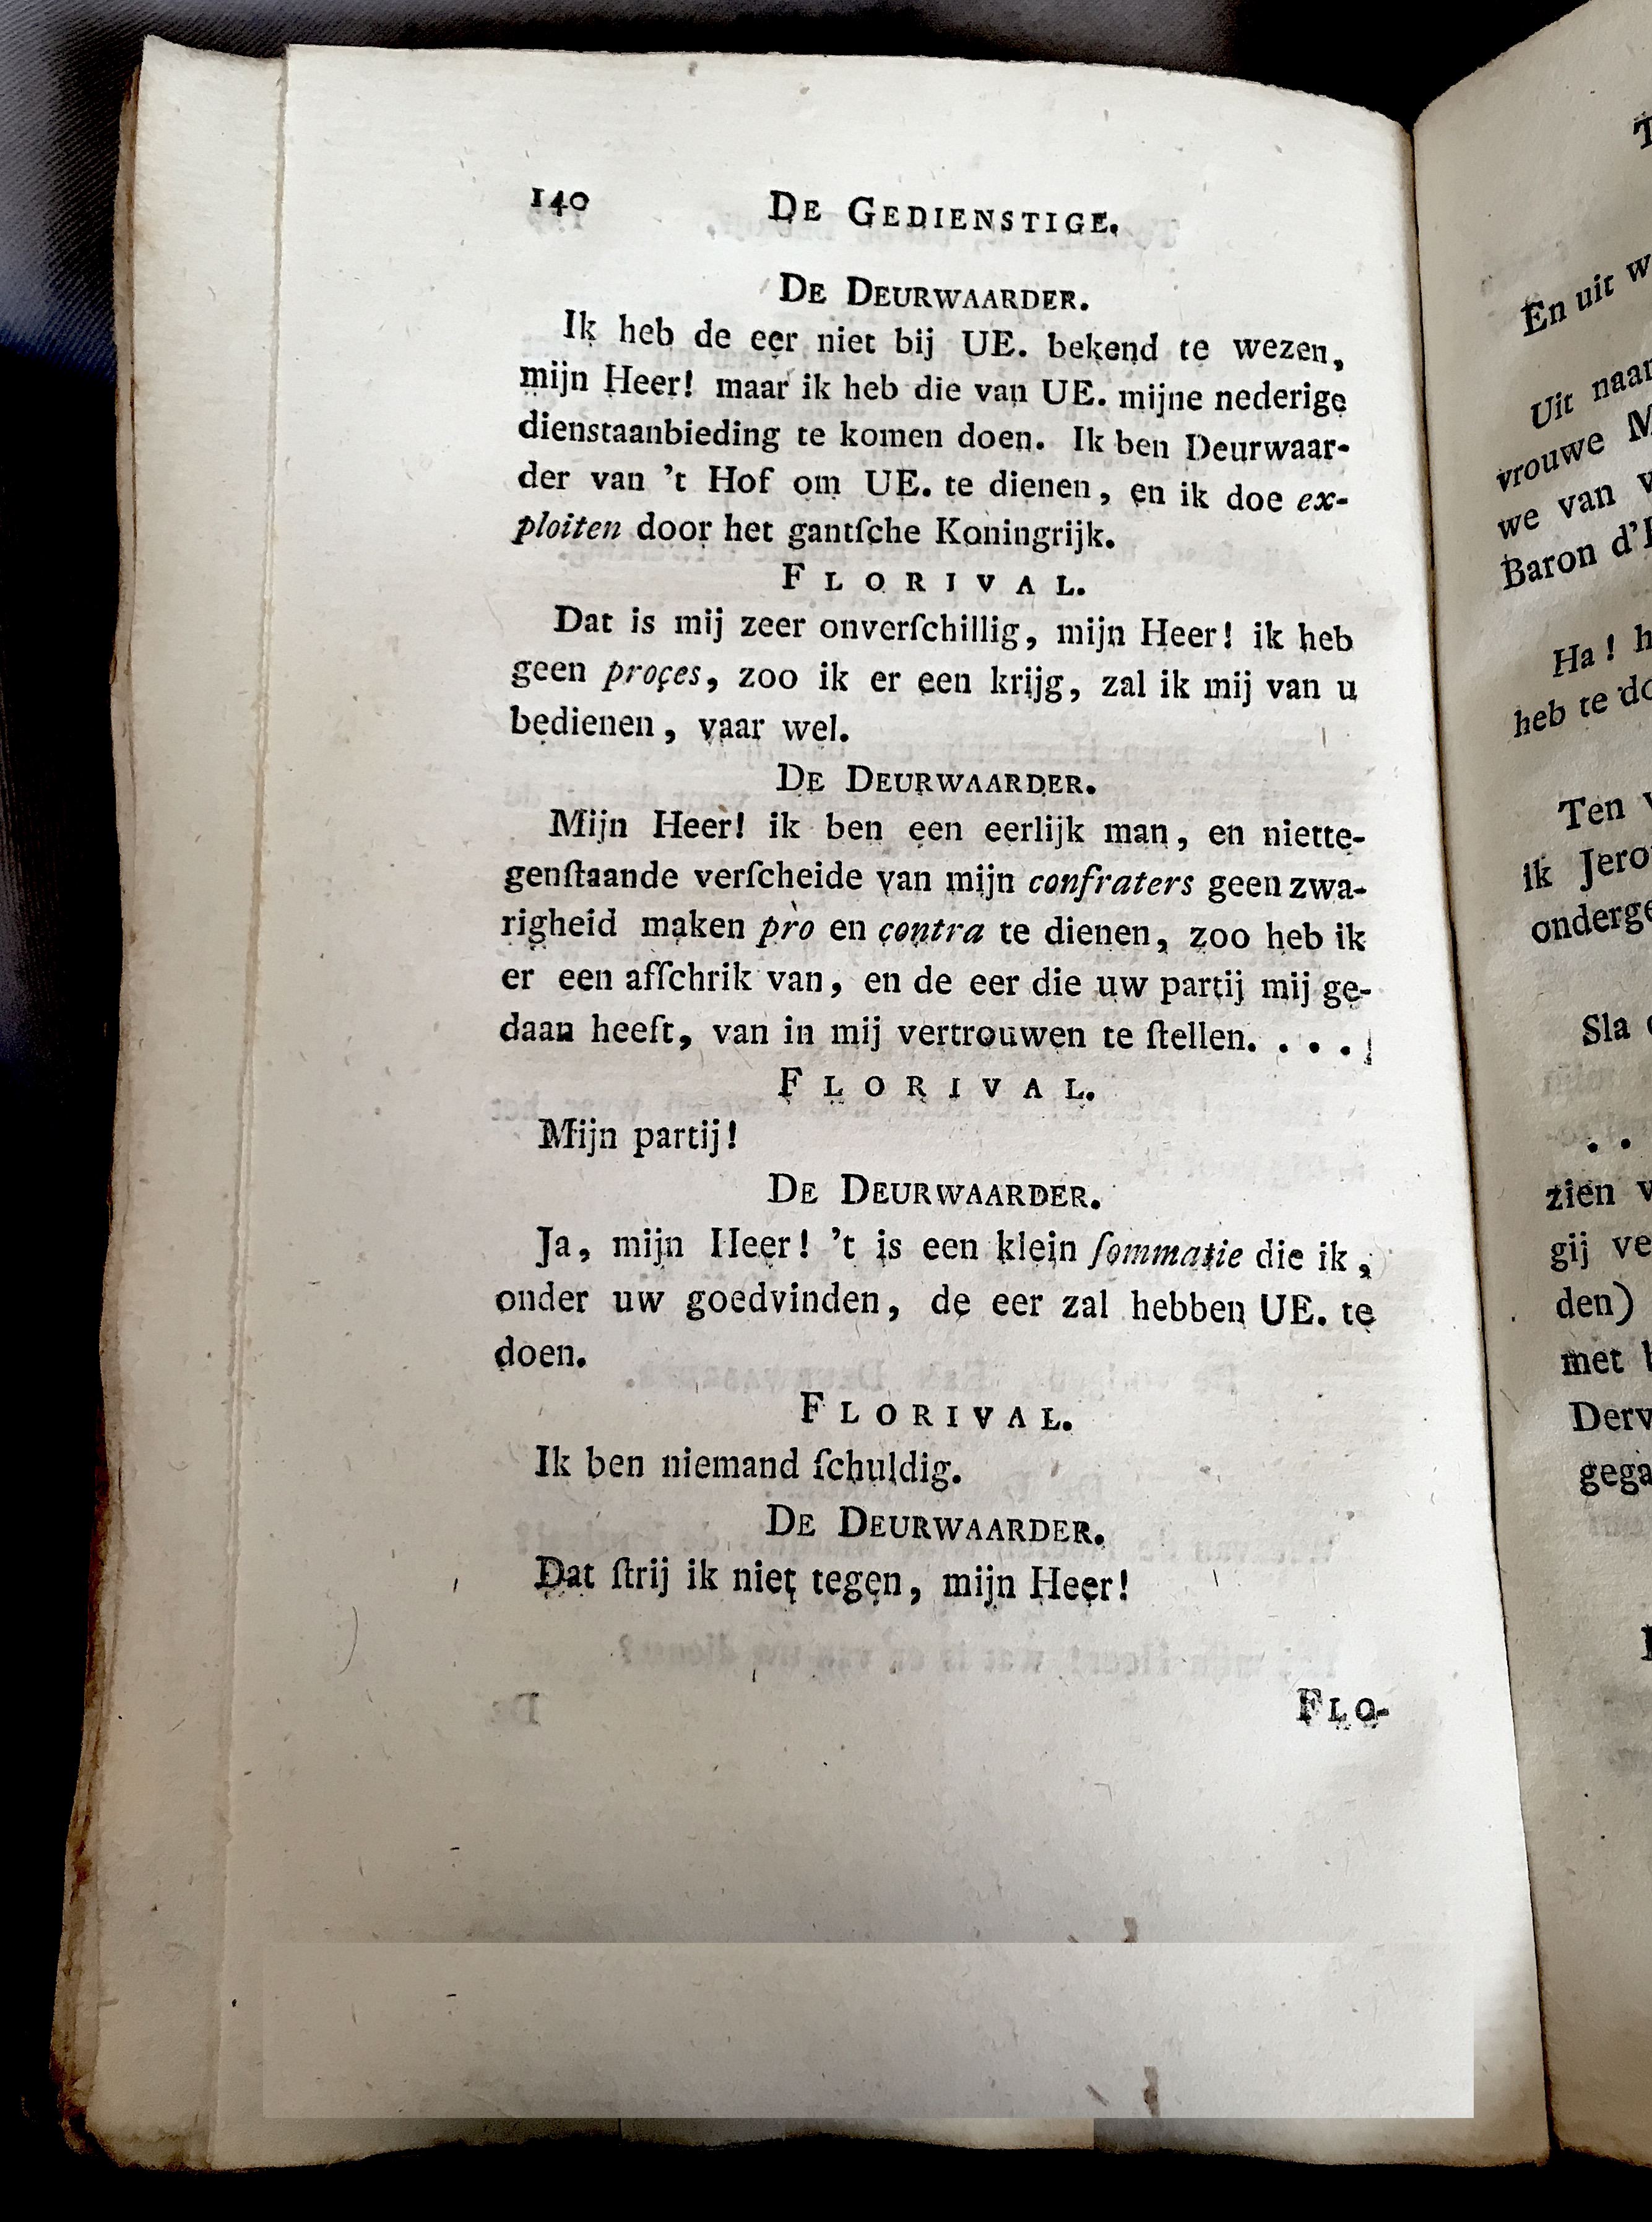 140 DE GEDIENSTIGE.
DE DEURWAARDER.
Ik heb de eer niet bij UE. bekend te wezen,
mijn Heer! maar ik heb die van UE. mijne nederige
dienstaanbieding te komen doen. Ik ben Deurwaar-
der van 't Hof om UE. te dienen, en ik doe ex-
ploiten door het gantſche Koningrijk.
FLORIVAL.
Dat is mij zeer onverſchillig, mijn Heer! ik heb
geen proçes, zoo ik er een krijg, zal ik mij van u
bedienen, vaar wel.
DE DEURWAARDER.
Mijn Heer! ik ben een eerlijk man, en niette-
genſtaande verſcheide van mijn confraters geen zwa-
righeid maken pro en contra te dienen, zoo heb ik
er een afſchrik van, en de eer die uw partij mij ge-
daan heeft, van in mij vertrouwen te ſtellen. . . .
FLORIVAL.
Mijn partij!
DE DEURWAARDER.
Ja, mijn Heer! 't is een klein ſommatie die ik,
onder uw goedvinden, de eer zal hebben UE. te
doen.
FLORIVAL.
Ik ben niemand ſchuldig.
DE DEURWAARDER.
Dat ſtrij ik niet tegen, mijn Heer!
FLO-
En uit
Uit
vrouwe
we van
Baron
Ha!
heb te
Ten
ik
Sla
. .
zien
gij
den)
met